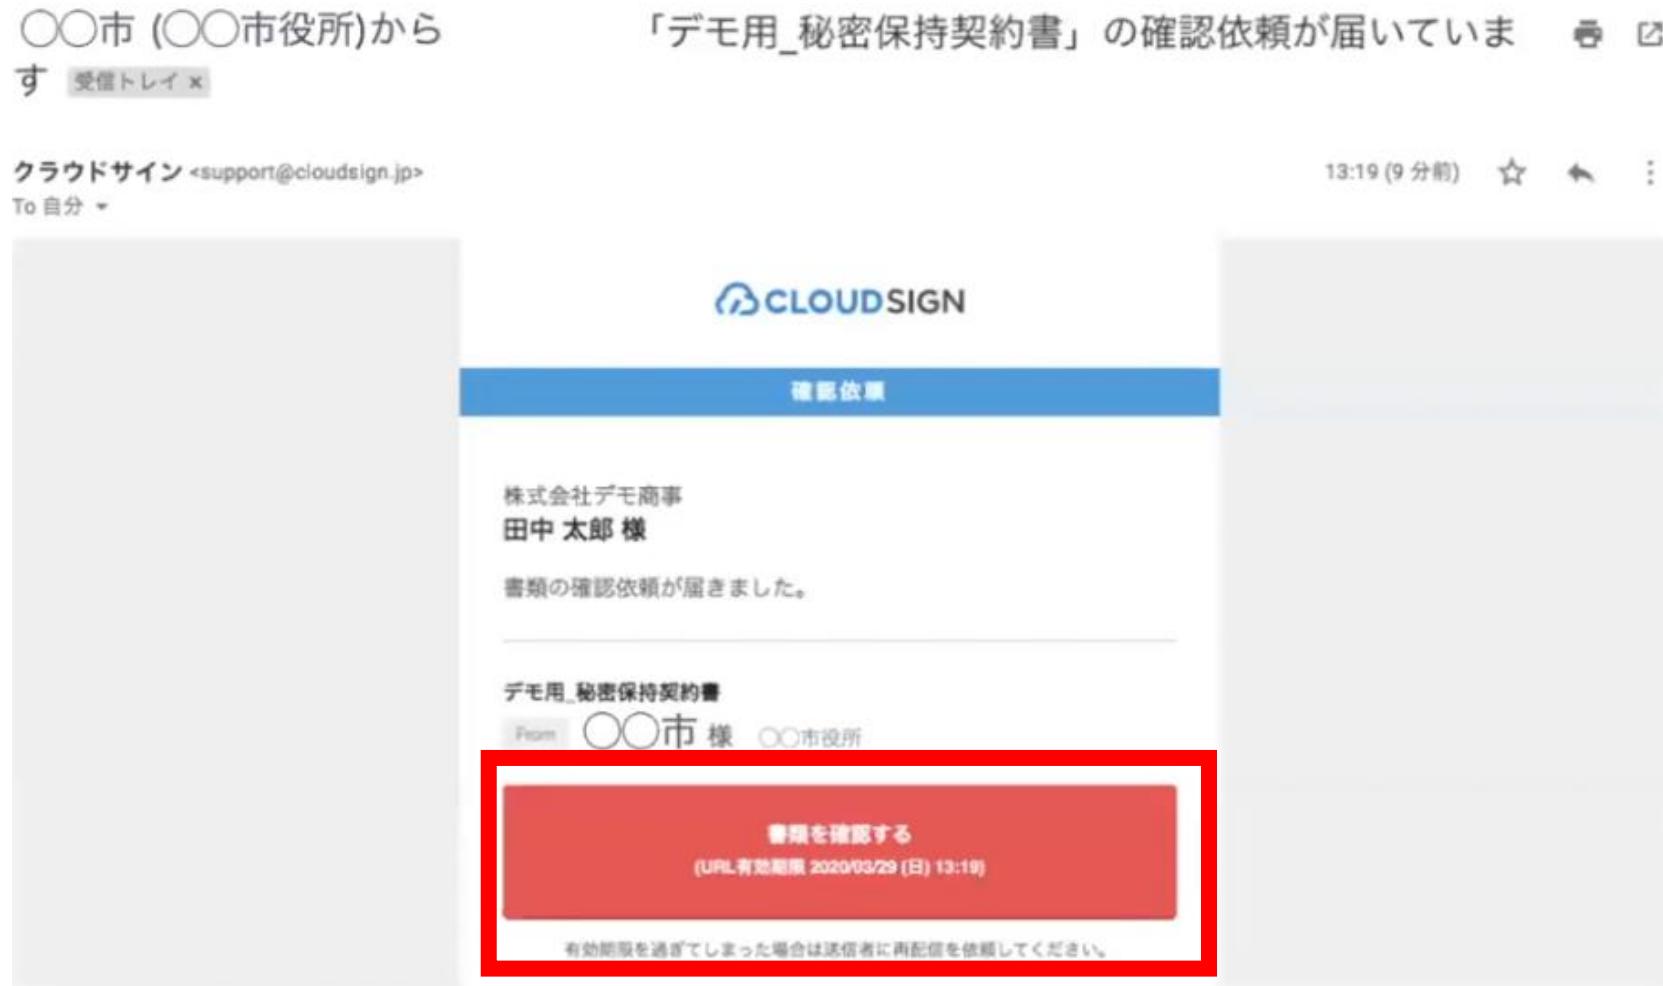 〇〇市 (〇〇市役所)から 「デモ用_秘密保持契約書」の確認依頼が届いていま
す 受信トレイ ×
クラウドサイン <support@cloudsign.jp> 13:19 (9 分前)
To 自分
CLOUDSIGN
確認依頼
株式会社デモ商事
田中 太郎 様
書類の確認依頼が届きました。
デモ用_秘密保持契約書
From 〇〇市 様 〇〇市役所
書類を確認する
(URL有効期限 2020/03/29 (日) 13:19)
有効期限を過ぎてしまった場合は送信者に再配信を依頼してください。